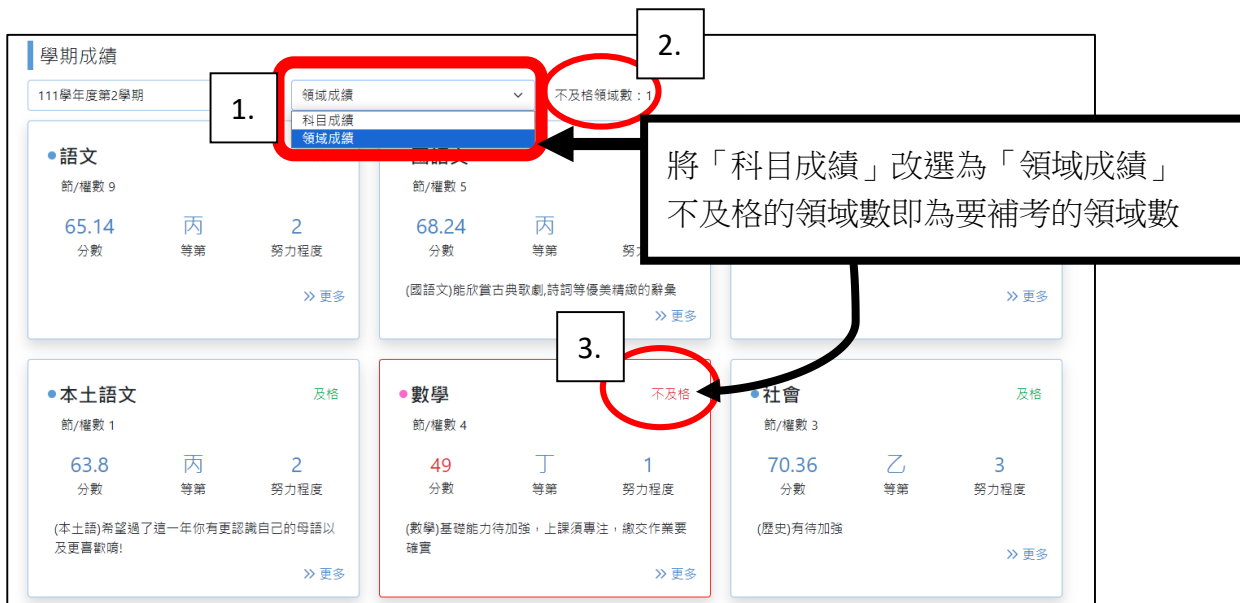 學期成績
2.
111學年度第2學期
領域成績
不及格領域數：1
1.
科目成績
領域成績
將「科目成績」改選為「領域成績」
不及格的領域數即為要補考的領域數
語文
節/權數 9
65.14
丙
2
分數
等第
努力程度
更多
節/權數 5
68.24
丙
分數
等第
(國語文)能欣賞古典歌劇,詩詞等優美精緻的辭彙
更多
更多
3.
本土語文
及格
節/權數 1
63.8
丙
2
分數
等第
努力程度
(本土語)希望過了這一年你有更認識自己的母語以
及更喜歡唷!
更多
數學
不及格
節/權數 4
49
丁
1
分數
等第
努力程度
(數學)基礎能力待加強，上課須專注，繳交作業要
確實
更多
社會
及格
節/權數 3
70.36
乙
3
分數
等第
努力程度
(歷史)有待加強
更多